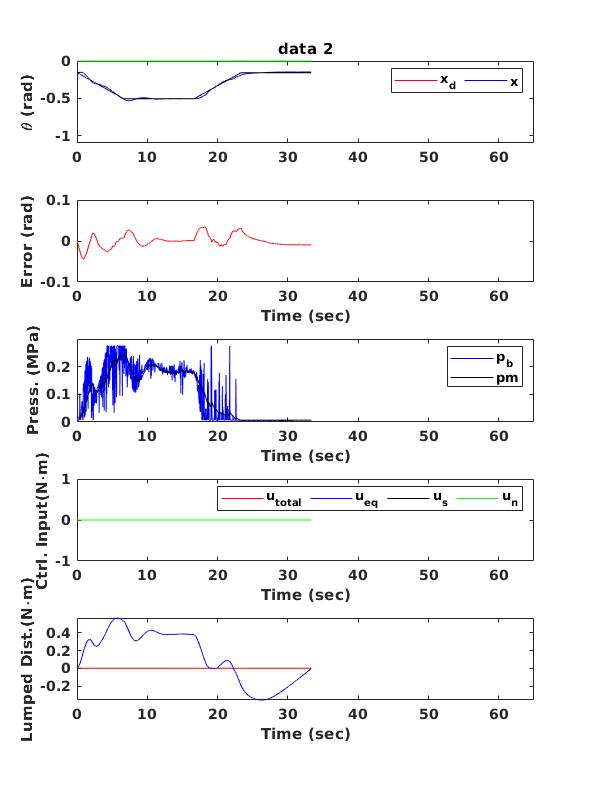 data 2
θ (rad)
0
-0.5
-1
x_d x
0 10 20 30 40 50 60
Error (rad)
0.1
0
-0.1
0 10 20 30 40 50 60
Time (sec)
Press. (MPa)
0.2
0.1
0
p_b
pm
0 10 20 30 40 50 60
Time (sec)
Ctrl. Input(N·m)
1
0
-1
u_total u_eq u_s u_n
0 10 20 30 40 50 60
Time (sec)
Lumped Dist.(N·m)
0.4
0.2
0
-0.2
0 10 20 30 40 50 60
Time (sec)